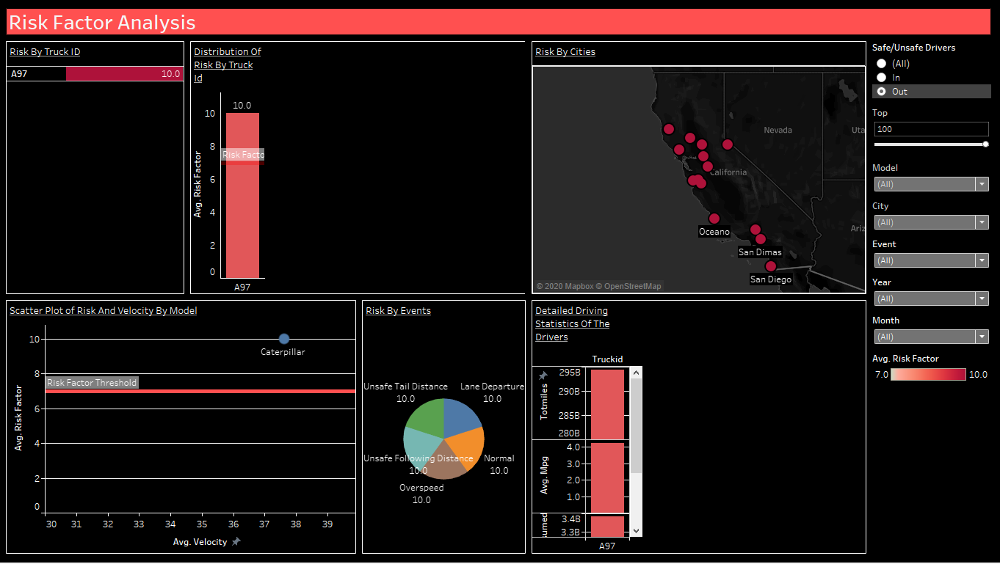 Risk Factor Analysis
Risk By Truck ID
A97
10.0
Distribution Of
Risk By Truck
Id
10.0
10
8
6
4
2
0
Avg. Risk Factor
Risk Facto
A97
Risk By Cities
Nevada
Uta
California
Ariz
Oceano
San Dimas
San Diego
© 2020 Mapbox © OpenStreetMap
Safe/Unsafe Drivers
(All)
In
Out
Top
100
Model
(All)
City
(All)
Event
(All)
Year
(All)
Month
(All)
Avg. Risk Factor
7.0
10.0
Scatter Plot of Risk And Velocity By Model
10
8
6
4
2
0
Avg. Risk Factor
Caterpillar
Risk Factor Threshold
30 31 32 33 34 35 36 37 38 39
Avg. Velocity
Risk By Events
Unsafe Tail Distance
10.0
Lane Departure
10.0
Unsafe Following Distance
10.0
Normal
10.0
Overspeed
10.0
Detailed Driving
Statistics Of The
Drivers
Truckid
Totmiles
295B
290B
285B
280B
Avg. Mpg
4.0
3.0
2.0
1.0
sumed
3.4B
3.3B
A97